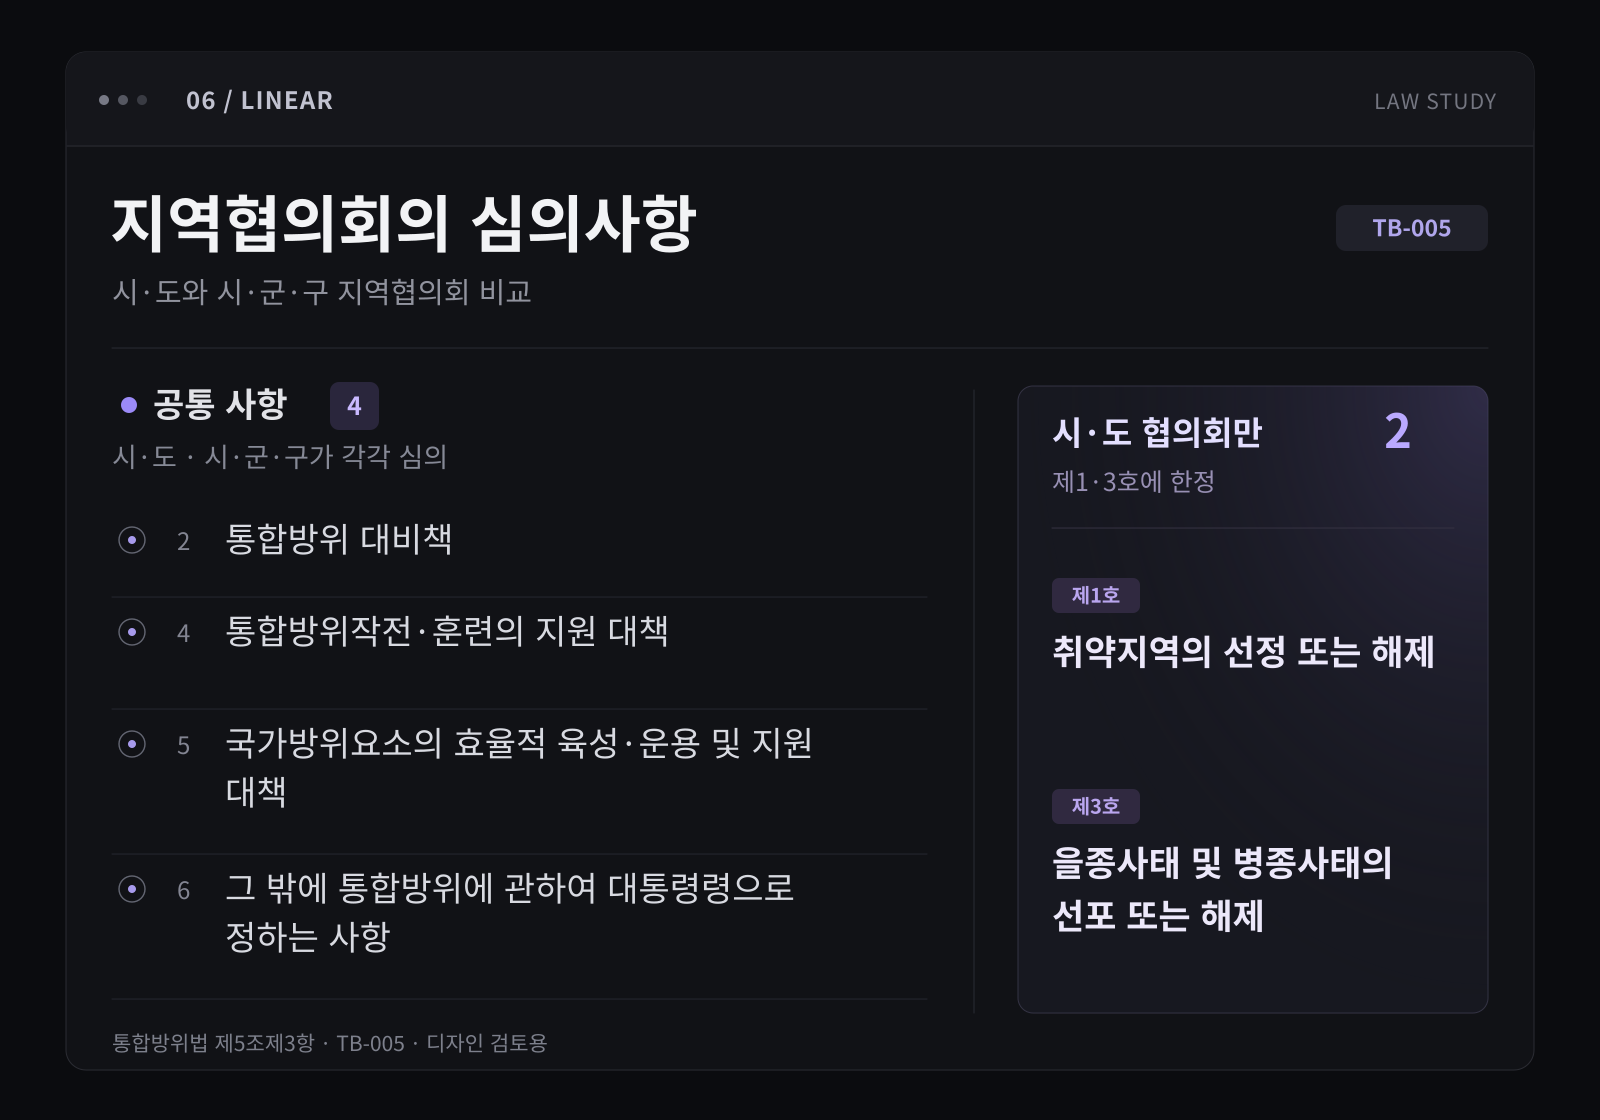 06 / LINEAR
LAW STUDY
지역협의회의 심의사항
TB-005
시·도와 시·군·구 지역협의회 비교
공통 사항 4
시·도 · 시·군·구가 각각 심의
2 통합방위 대비책
4 통합방위작전·훈련의 지원 대책
5 국가방위요소의 효율적 육성·운용 및 지원
대책
6 그 밖에 통합방위에 관하여 대통령령으로
정하는 사항
시·도 협의회만 2
제1·3호에 한정
제1호
취약지역의 선정 또는 해제
제3호
을종사태 및 병종사태의
선포 또는 해제
통합방위법 제5조제3항 · TB-005 · 디자인 검토용